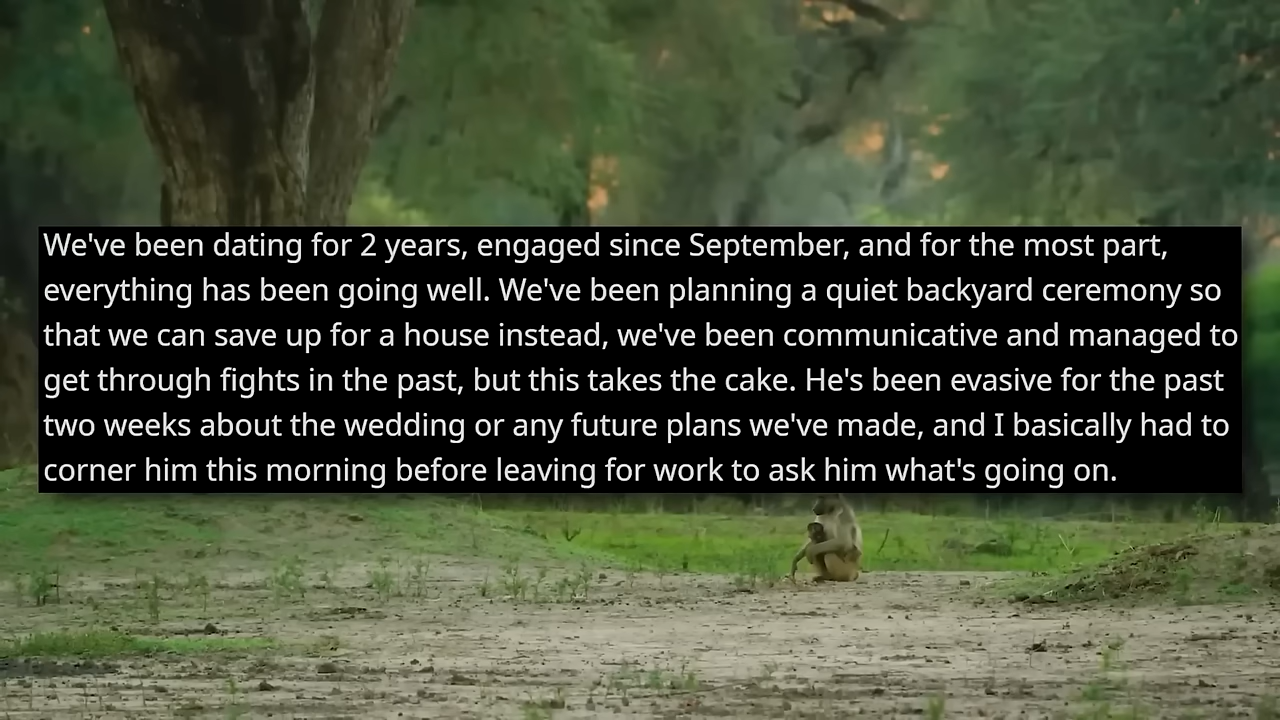 We've been dating for 2 years, engaged since September, and for the most part,
everything has been going well. We've been planning a quiet backyard ceremony so
that we can save up for a house instead, we've been communicative and managed to
get through fights in the past, but this takes the cake. He's been evasive for the past
two weeks about the wedding or any future plans we've made, and I basically had to
corner him this morning before leaving for work to ask him what's going on.